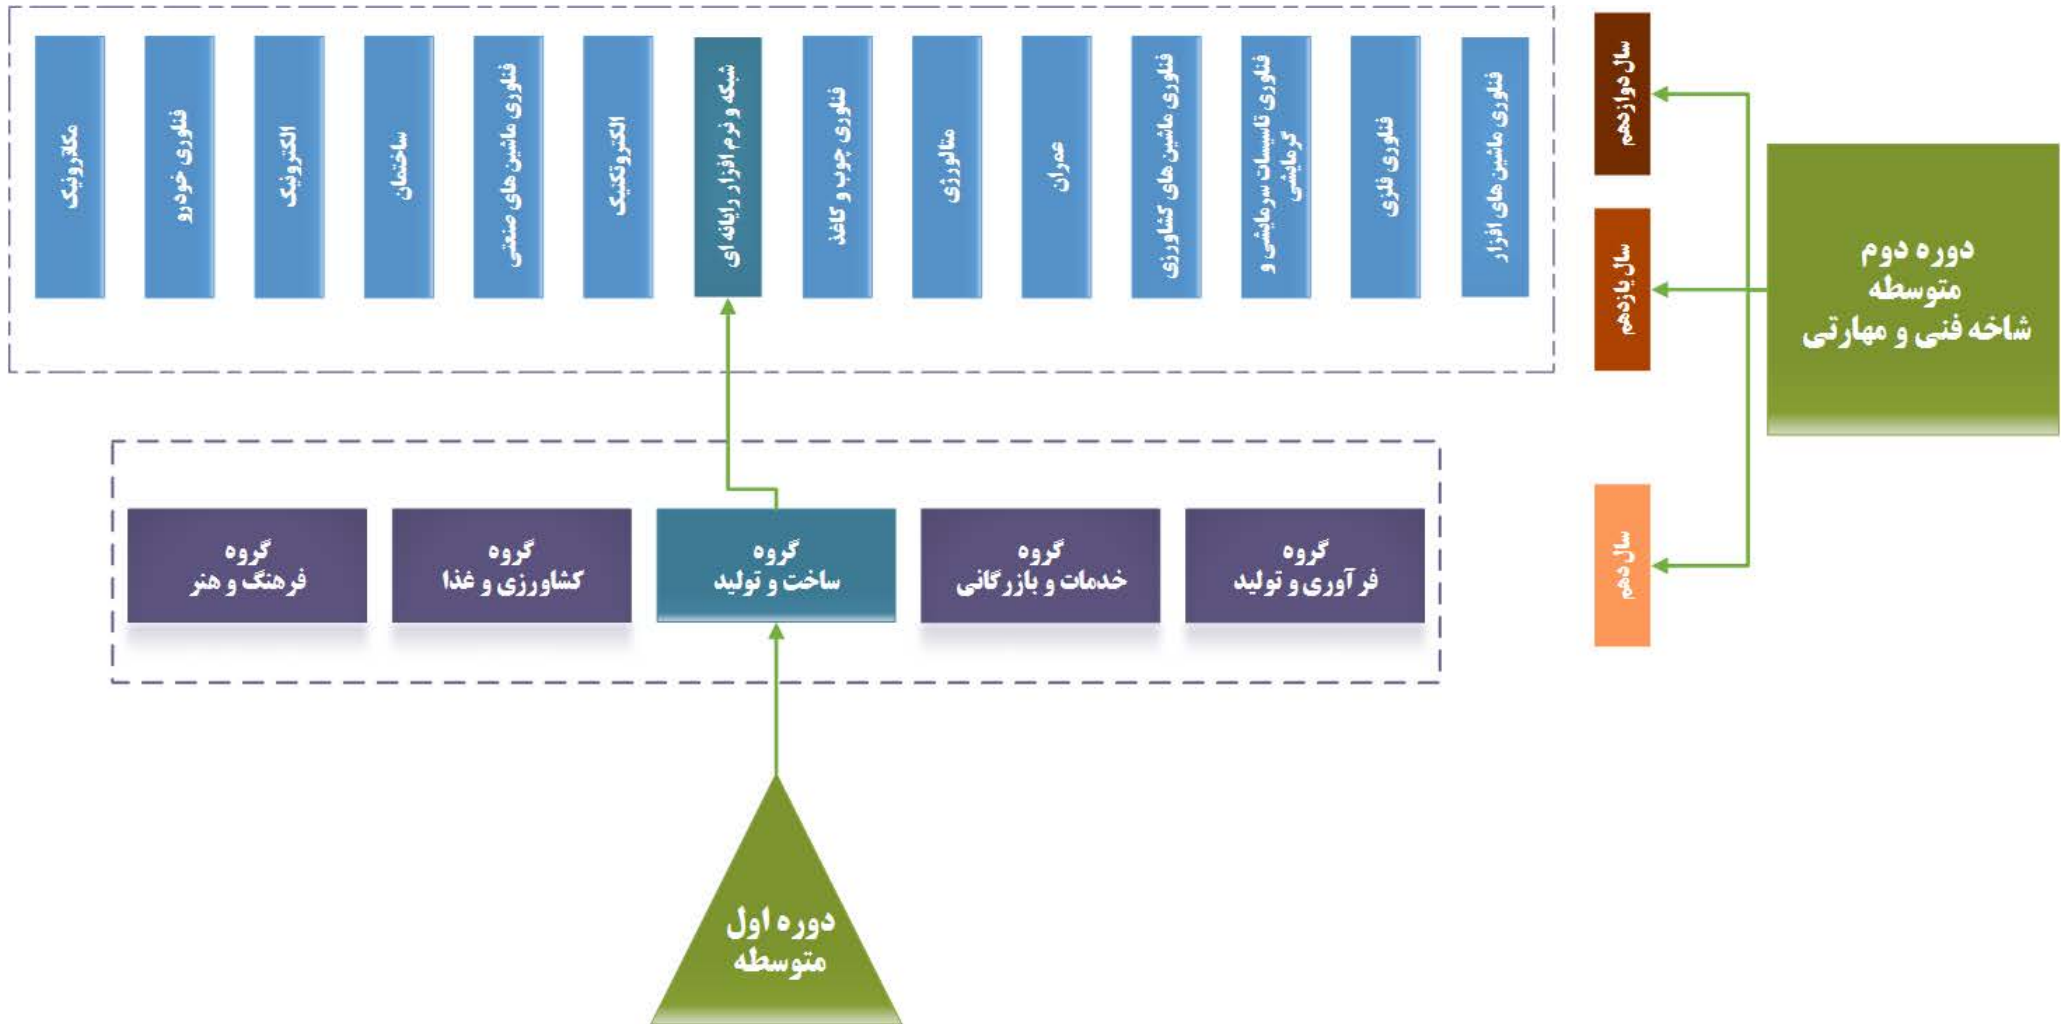 سال دوازدهم
سال یازدهم
سال دهم
دوره دوم
متوسطه
شاخه فنی و مهارتی
فناوری ماشین های افزار
فناوری فلزی
فناوری تاسیسات سرمایشی و
گرمایشی
فناوری ماشین های کشاورزی
عمران
متالورژی
فناوری چوب و کاغذ
شبکه و نرم افزار رایانه ای
الکتروتکنیک
فناوری ماشین های صنعتی
ساختمان
الکترونیک
فناوری خودرو
مکاترونیک
گروه
فرآوری و تولید
گروه
خدمات و بازرگانی
گروه
ساخت و تولید
گروه
کشاورزی و غذا
گروه
فرهنگ و هنر
دوره اول
متوسطه